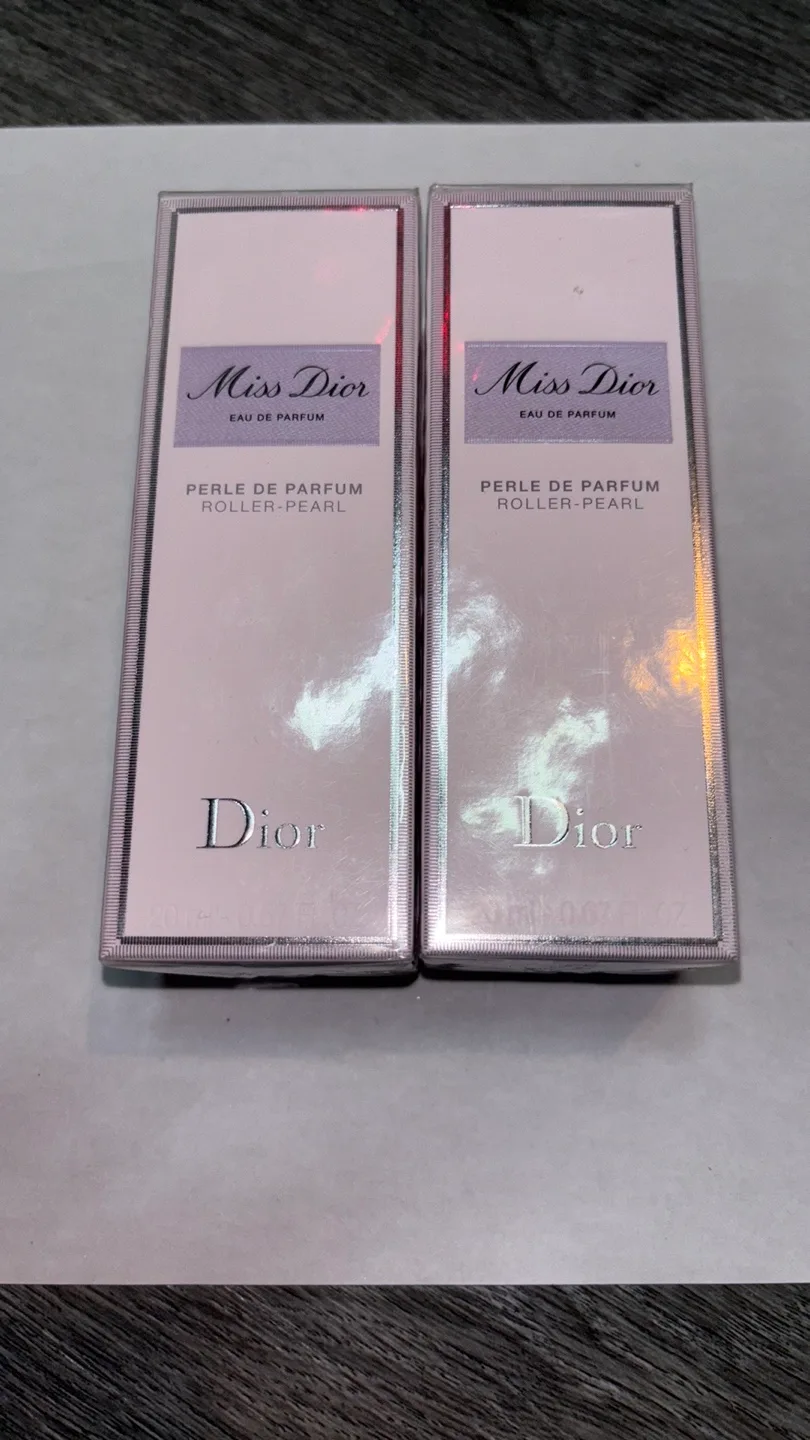 Miss Dior
EAU DE PARFUM
PERLE DE PARFUM
ROLLER-PEARL
Dior
Miss Dior
EAU DE PARFUM
PERLE DE PARFUM
ROLLER-PEARL
Dior